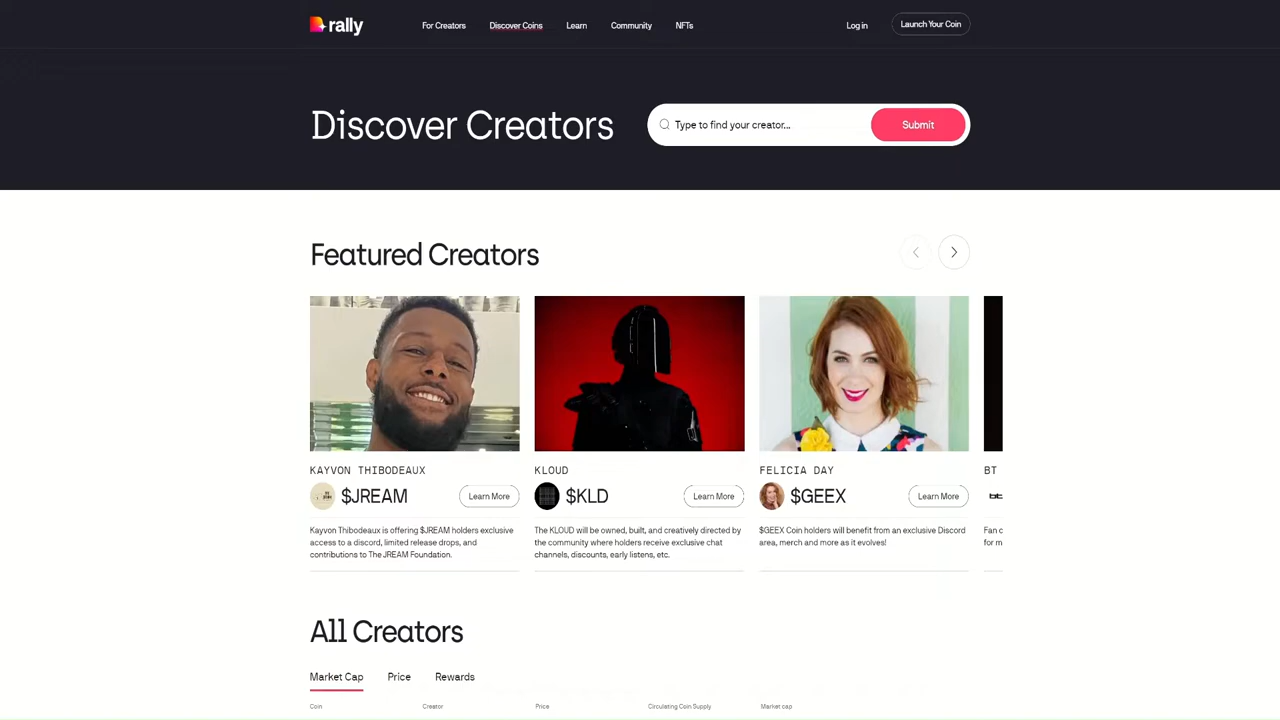 rally
For Creators
Discover Coins
Learn
Community
NFTs
Log in
Launch Your Coin
Discover Creators
Type to find your creator...
Submit
Featured Creators
KAYVON THIBODEAUX
$JREAM
Learn More
Kayvon Thibodeaux is offering $JREAM holders exclusive
access to a discord, limited release drops, and
contributions to The JREAM Foundation.
KLOUD
$KLD
Learn More
The KLOUD will be owned, built, and creatively directed by
the community where holders receive exclusive chat
channels, discounts, early listens, etc.
FELICIA DAY
$GEEX
Learn More
$GEEX Coin holders will benefit from an exclusive Discord
area, merch and more as it evolves!
BT
bt
Fan c
for m
All Creators
Market Cap
Price
Rewards
Coin
Creator
Price
Circulating Coin Supply
Market cap